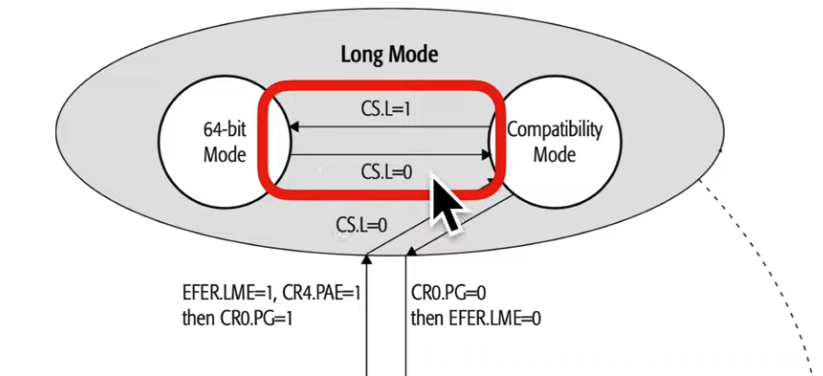 Long Mode
CS.L=1
64-bit
Mode
Compatibility
Mode
CS.L=0
CS.L=0
EFER.LME=1, CR4.PAE=1
then CR0.PG=1
CR0.PG=0
then EFER.LME=0